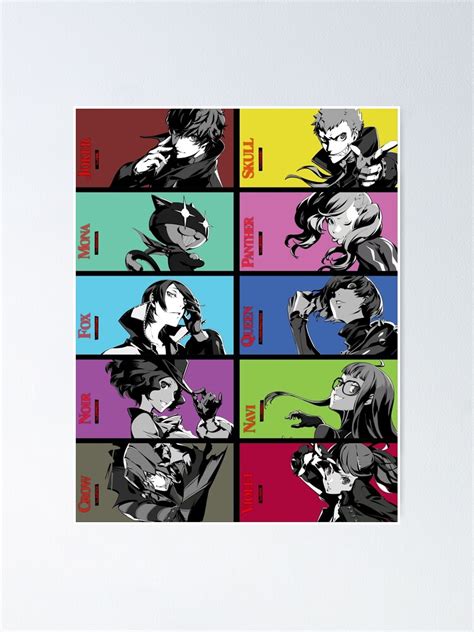 JOKER
SKULL
MONA
PANTHER
FOX
QUEEN
NOIR
NAVI
CROW
VIOLET